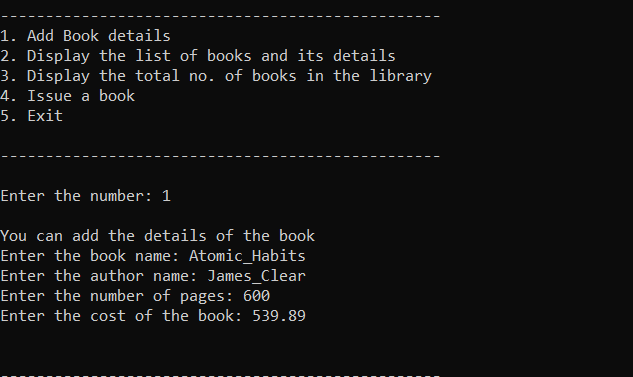 -------------------------------------------------
1. Add Book details
2. Display the list of books and its details
3. Display the total no. of books in the library
4. Issue a book
5. Exit
-------------------------------------------------
Enter the number: 1
You can add the details of the book
Enter the book name: Atomic_Habits
Enter the author name: James_Clear
Enter the number of pages: 600
Enter the cost of the book: 539.89
-------------------------------------------------